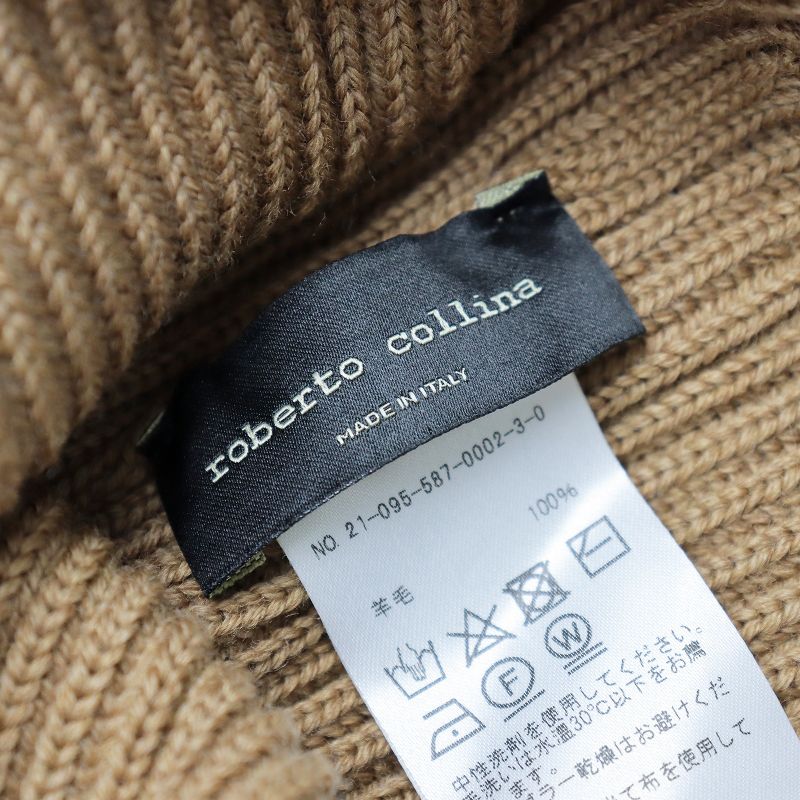 roberto collina
MADE IN ITALY
NO. 21-095-587-0002-3-0
羊毛 100%
F W
中性洗剤を使用してください。
手洗いは水温30℃以下をお薦
ます。
ラー乾燥はお避けくだ
て布を使用して